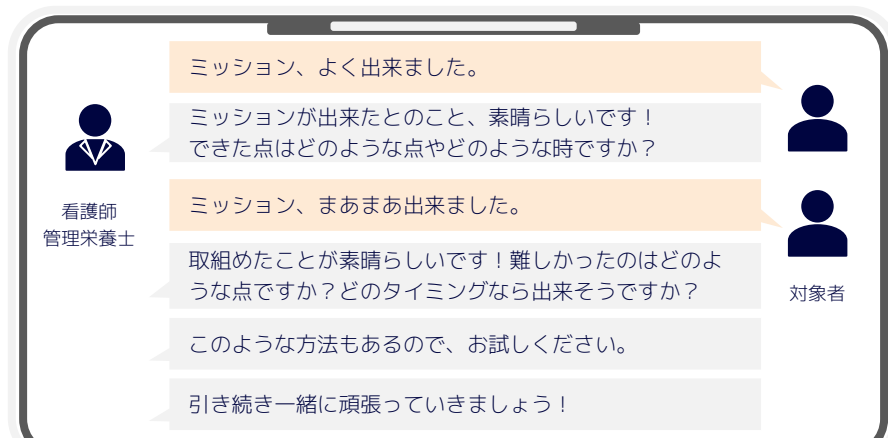 ミッション、よく出来ました。
ミッションが出来たとのこと、素晴らしいです！
できた点はどのような点やどのような時ですか？
看護師
管理栄養士
ミッション、まあまあ出来ました。
取組めたことが素晴らしいです！難しかったのはどのよ
うな点ですか？どのタイミングなら出来そうですか？
対象者
このような方法もあるので、お試しください。
引き続き一緒に頑張っていきましょう！